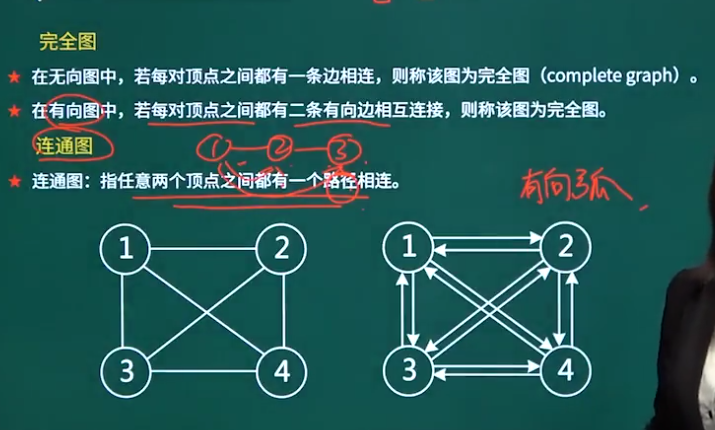 完全图
★ 在无向图中，若每对顶点之间都有一条边相连，则称该图为完全图（complete graph）。
★ 在有向图中，若每对顶点之间都有二条有向边相互连接，则称该图为完全图。
连通图
① ② ③
★ 连通图：指任意两个顶点之间都有一个路径相连。
有向弧
1 2 1 2
3 4 3 4